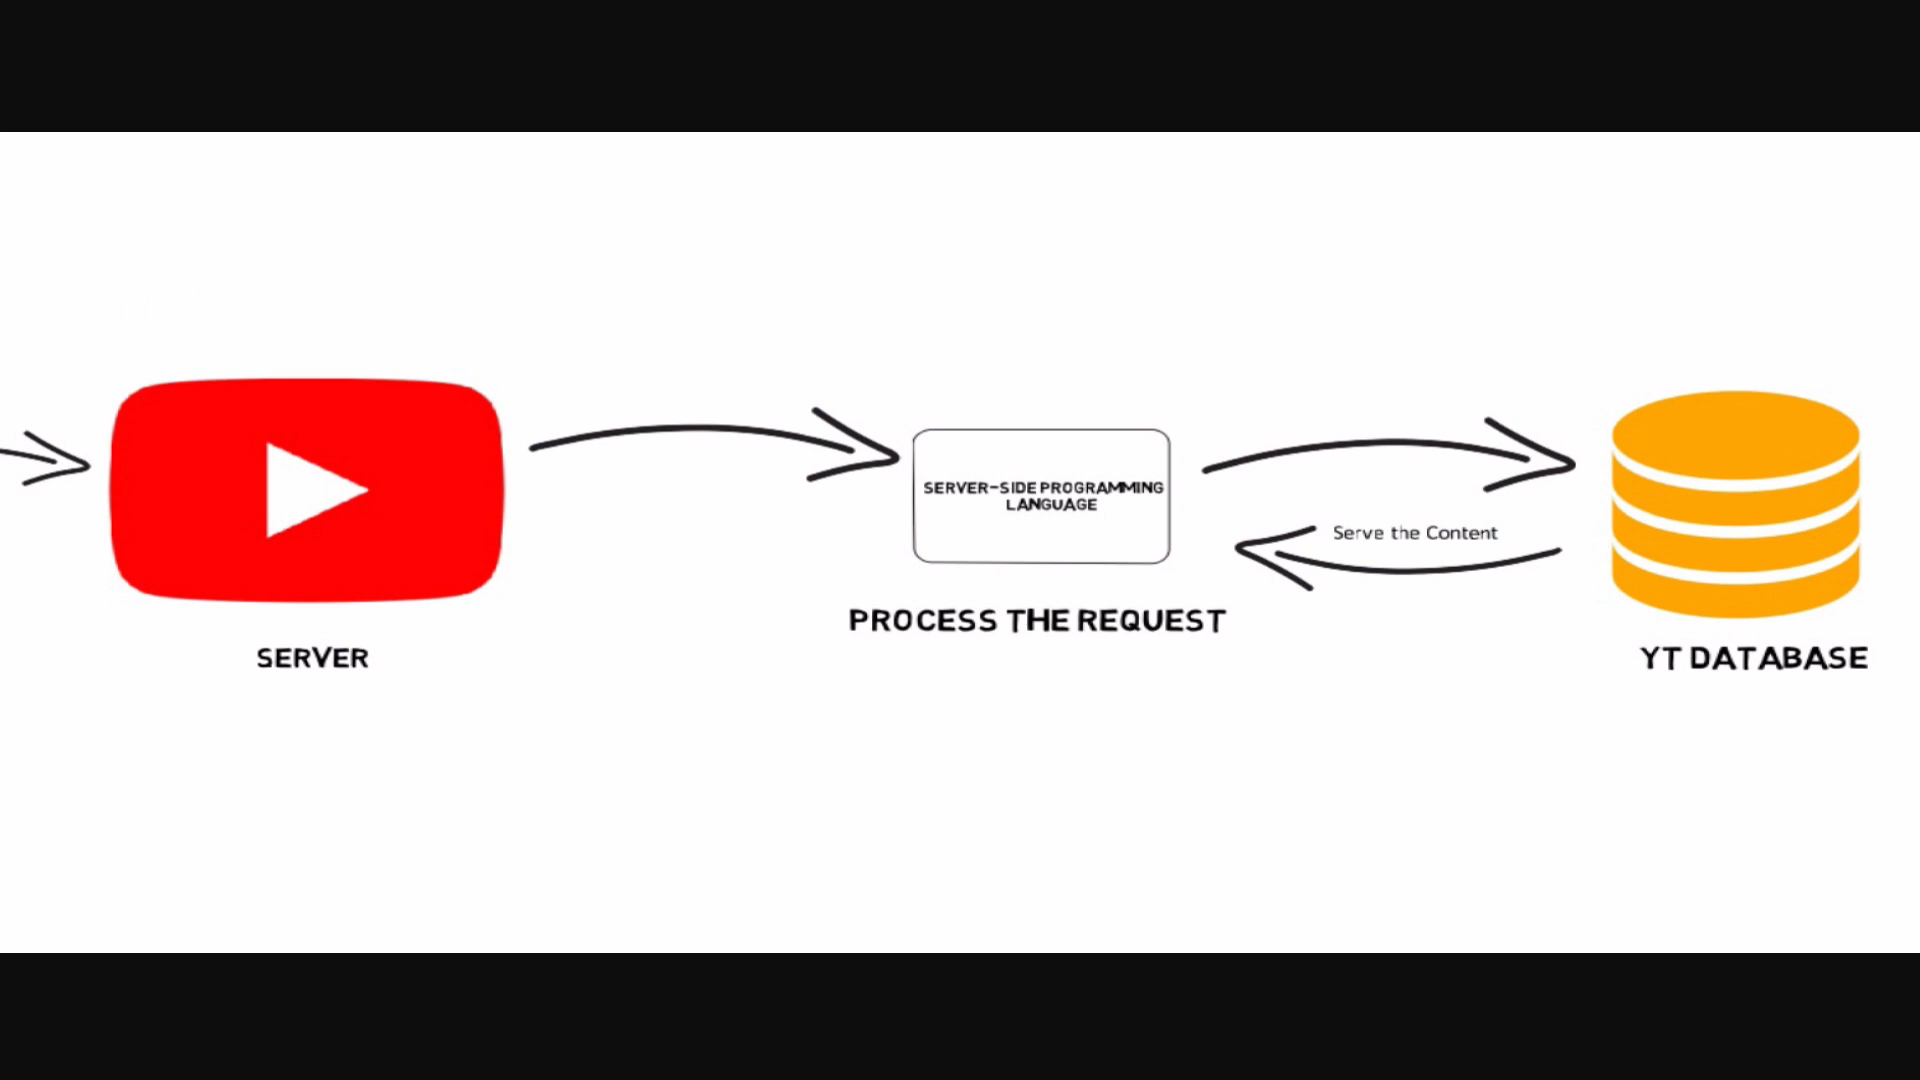 SERVER-SIDE PROGRAMMING
LANGUAGE
Serve the Content
PROCESS THE REQUEST
SERVER
YT DATABASE